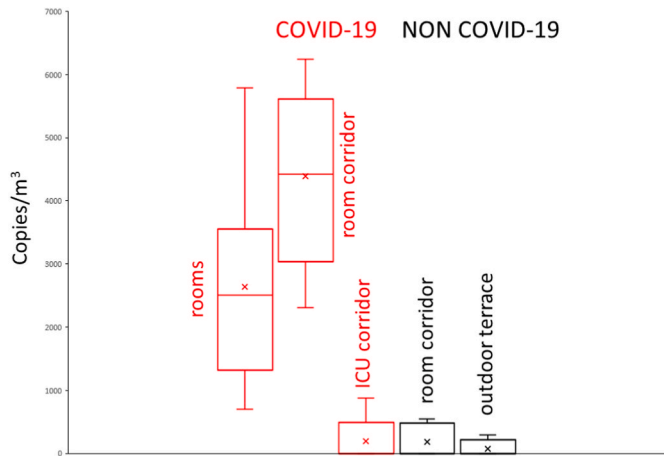 COVID-19 NON COVID-19
7000
6000
5000
4000
3000
2000
1000
0
Copies/m³
rooms
room corridor
ICU corridor
room corridor
outdoor terrace